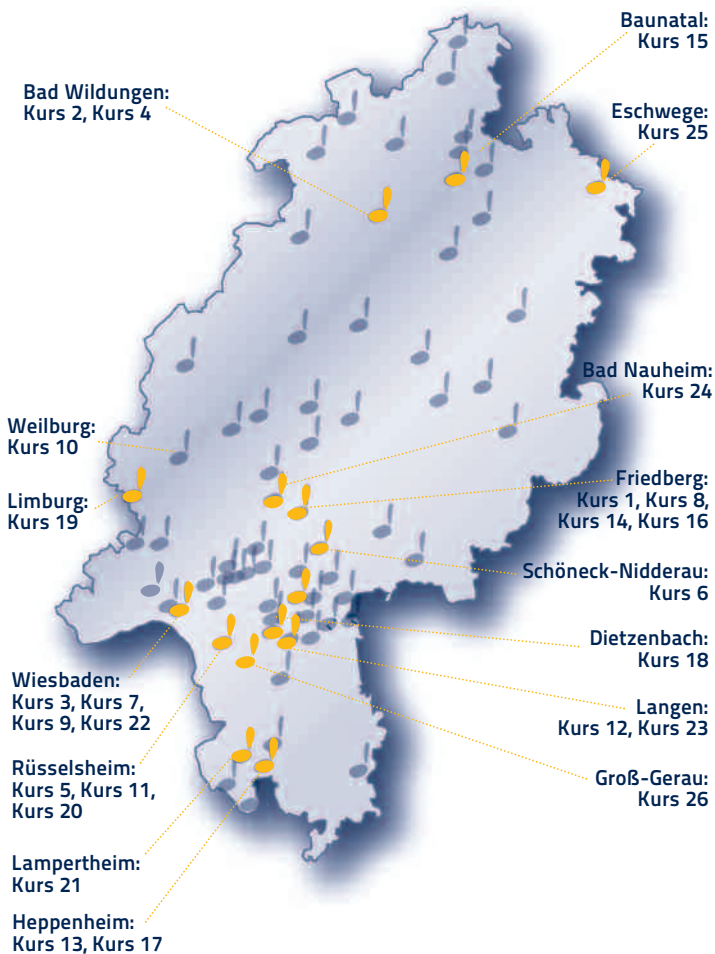 Baunatal:
Kurs 15
Bad Wildungen:
Kurs 2, Kurs 4
Eschwege:
Kurs 25
Bad Nauheim:
Kurs 24
Weilburg:
Kurs 10
Limburg:
Kurs 19
Friedberg:
Kurs 1, Kurs 8,
Kurs 14, Kurs 16
Schöneck-Nidderau:
Kurs 6
Dietzenbach:
Kurs 18
Wiesbaden:
Kurs 3, Kurs 7,
Kurs 9, Kurs 22
Langen:
Kurs 12, Kurs 23
Rüsselsheim:
Kurs 5, Kurs 11,
Kurs 20
Groß-Gerau:
Kurs 26
Lampertheim:
Kurs 21
Heppenheim:
Kurs 13, Kurs 17